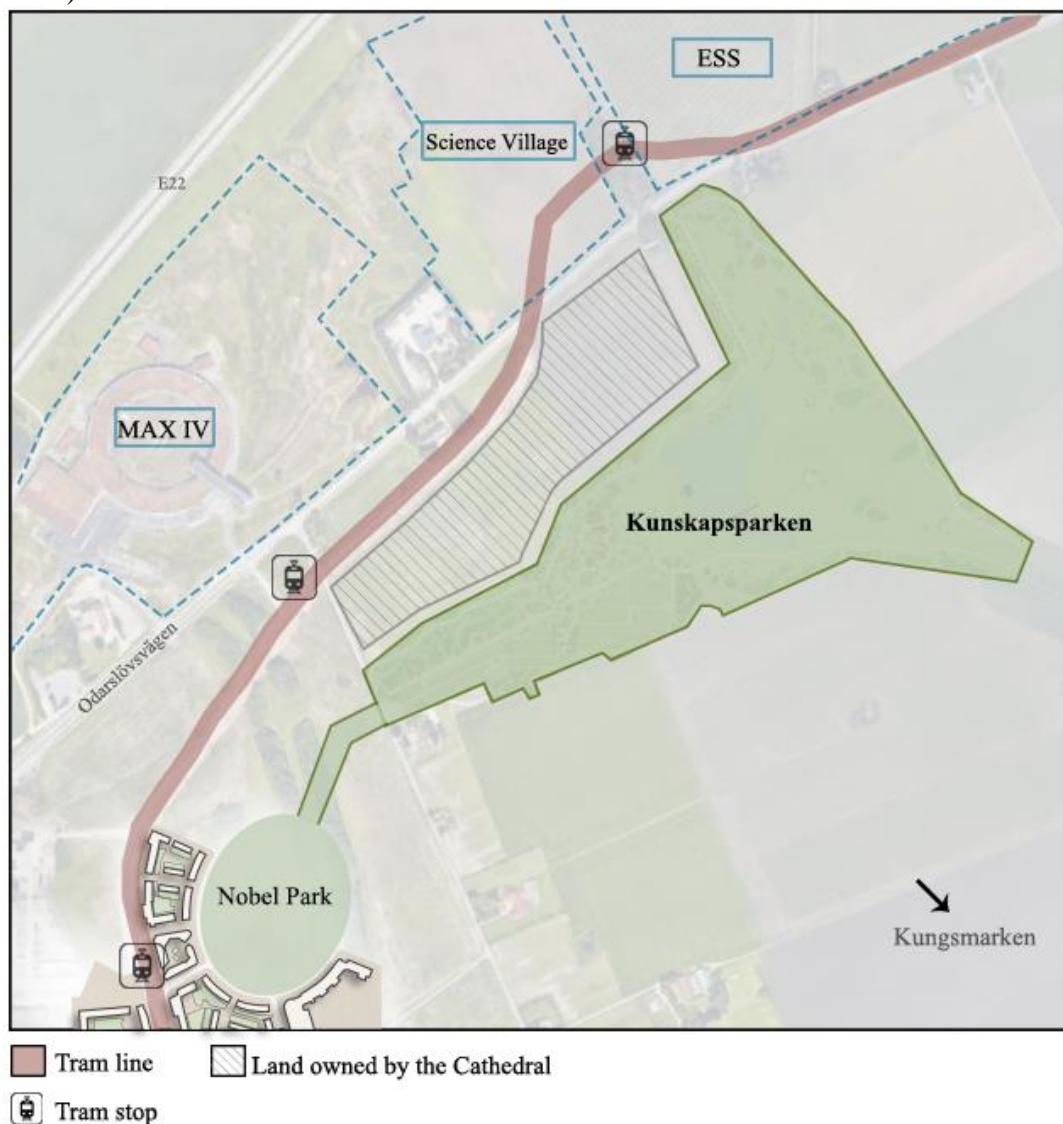 ESS
Science Village
E22
MAX IV
Kunskapsparken
Odarslövsvägen
Nobel Park
Kungsmarken
Tram line
Land owned by the Cathedral
Tram stop